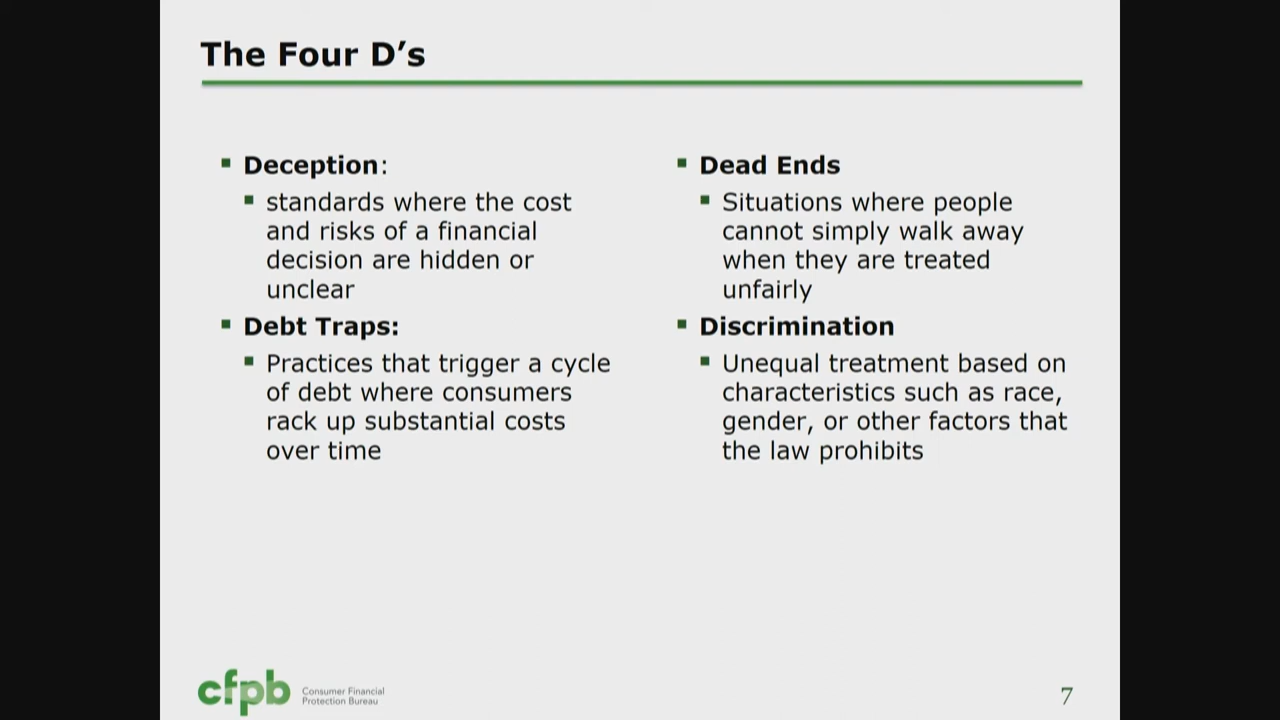 The Four D’s
▪ Deception:
▪ standards where the cost
and risks of a financial
decision are hidden or
unclear
▪ Debt Traps:
▪ Practices that trigger a cycle
of debt where consumers
rack up substantial costs
over time
▪ Dead Ends
▪ Situations where people
cannot simply walk away
when they are treated
unfairly
▪ Discrimination
▪ Unequal treatment based on
characteristics such as race,
gender, or other factors that
the law prohibits
cfpb
Consumer Financial
Protection Bureau
7